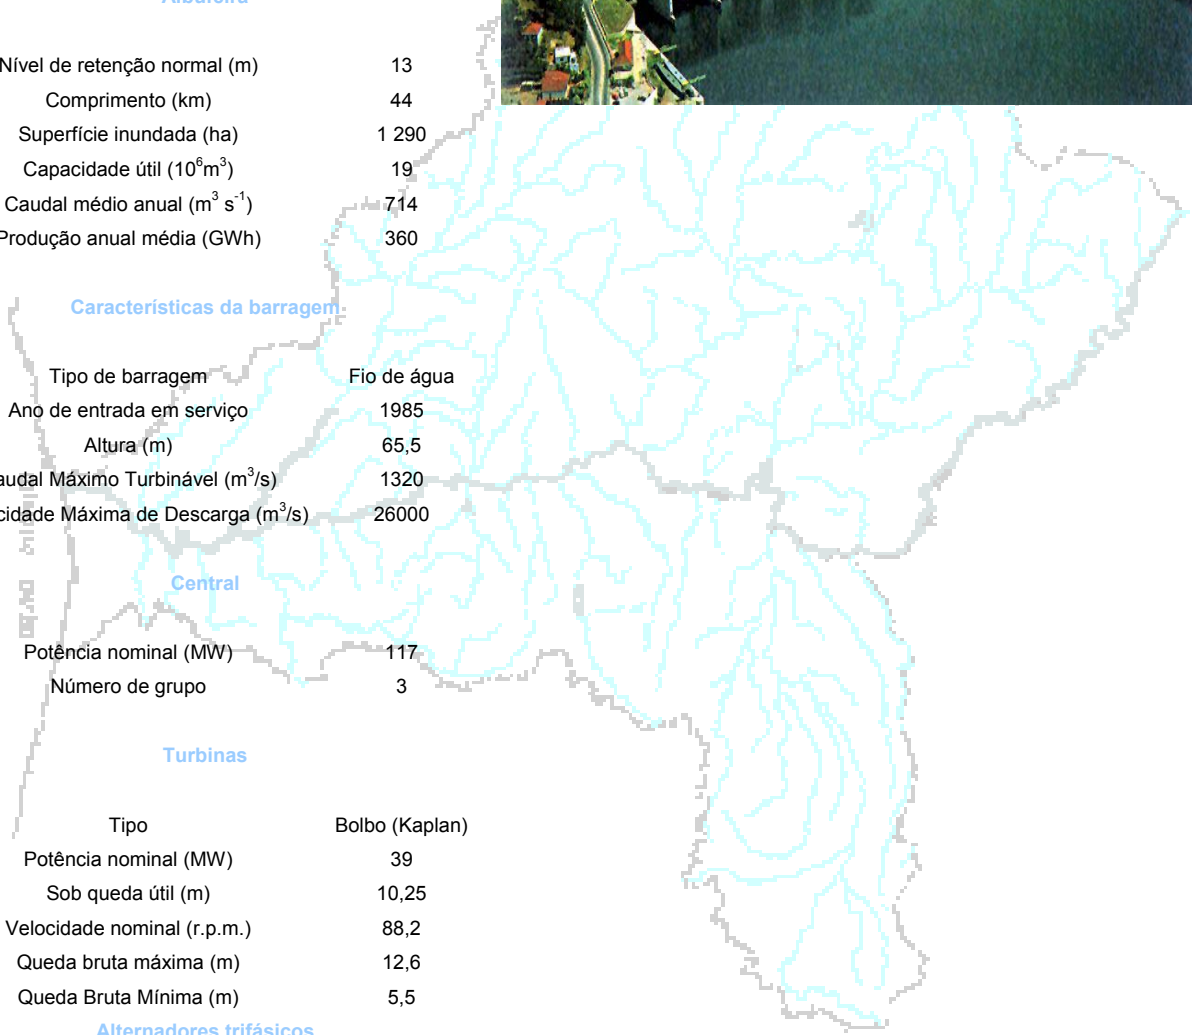 Albufeira
Nível de retenção normal (m) 13
Comprimento (km) 44
Superfície inundada (ha) 1 290
Capacidade útil (10⁶m³) 19
Caudal médio anual (m³ s⁻¹) 714
Produção anual média (GWh) 360
Características da barragem
Tipo de barragem Fio de água
Ano de entrada em serviço 1985
Altura (m) 65,5
audal Máximo Turbinável (m³/s) 1320
cidade Máxima de Descarga (m³/s) 26000
Central
Potência nominal (MW) 117
Número de grupo 3
Turbinas
Tipo Bolbo (Kaplan)
Potência nominal (MW) 39
Sob queda útil (m) 10,25
Velocidade nominal (r.p.m.) 88,2
Queda bruta máxima (m) 12,6
Queda Bruta Mínima (m) 5,5
Alternadores trifásicos